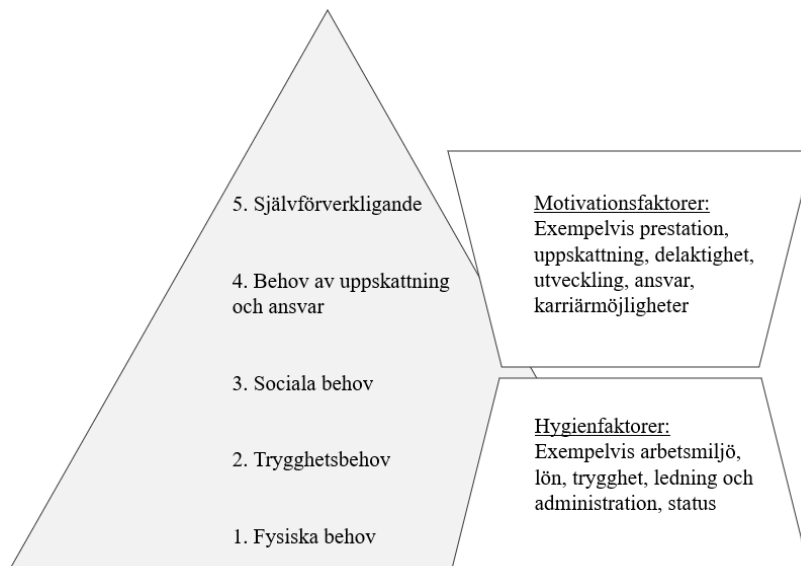 5. Självförverkligande
4. Behov av uppskattning
och ansvar
3. Sociala behov
2. Trygghetsbehov
1. Fysiska behov
Motivationsfaktorer:
Exempelvis prestation,
uppskattning, delaktighet,
utveckling, ansvar,
karriärmöjligheter
Hygienfaktorer:
Exempelvis arbetsmiljö,
lön, trygghet, ledning och
administration, status